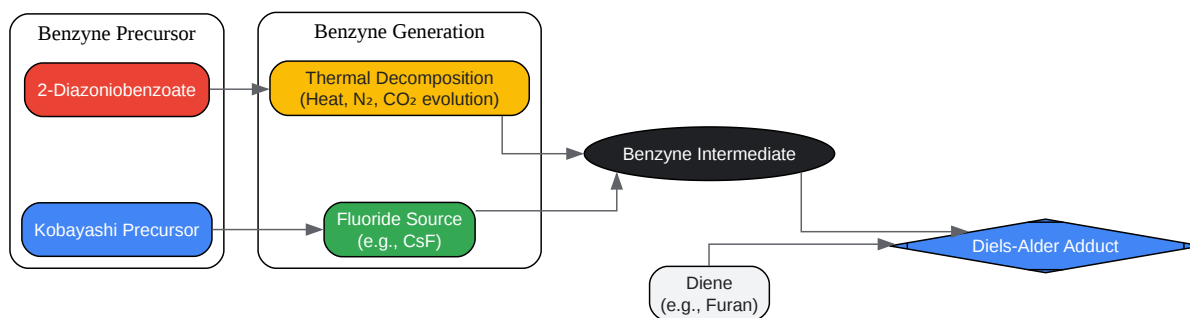 Benzyne Precursor
2-Diazoniobenzoate
Kobayashi Precursor
Benzyne Generation
Thermal Decomposition
(Heat, N₂, CO₂ evolution)
Fluoride Source
(e.g., CsF)
Benzyne Intermediate
Diene
(e.g., Furan)
Diels-Alder Adduct